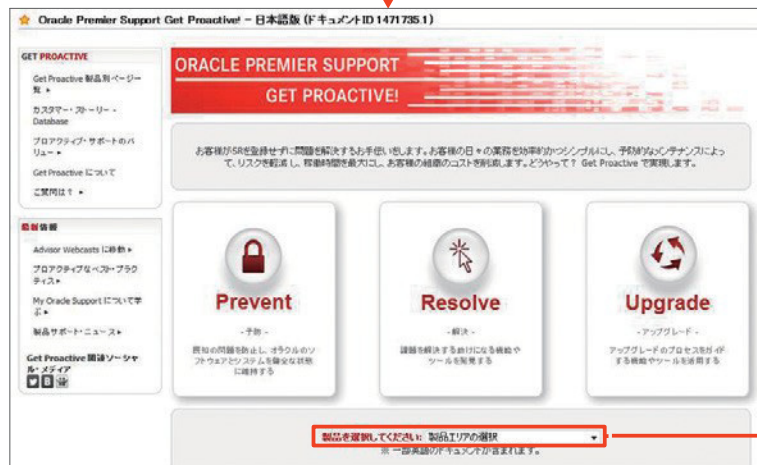 Oracle Premier Support Get Proactive! - 日本語版 (ドキュメントID 1471735.1)
GET PROACTIVE
Get Proactive 製品別ページ一
覧
カスタマー・ストーリー -
Database
プロアクティブ・サポートのバ
リュー
Get Proactive について
ご質問は?
最新情報
Advisor Webcasts に移動
プロアクティブなベスト・プラク
ティス
My Oracle Support について学
ぶ
製品サポート・ニュース
Get Proactive 関連ソーシャ
ル・メディア
ORACLE PREMIER SUPPORT
GET PROACTIVE!
お客様がSRを登録せずに問題を解決するお手伝いをします。お客様の日々の業務を効率的かつシンプルにし、予防的なメンテナンスによっ
て、リスクを軽減し、稼働時間を最大にし、お客様の組織のコストを削減します。どうやって? Get Proactive で実現します。
Prevent
- 予防 -
既知の問題を防止し、オラクルのソ
フトウェアとシステムを健全な状態
に維持する
Resolve
- 解決 -
課題を解決する助けになる機能や
ツールを発見する
Upgrade
- アップグレード -
アップグレードのプロセスをガイド
する機能やツールを活用する
製品を選択してください: 製品エリアの選択
※ 一部英語のドキュメントが含まれます。